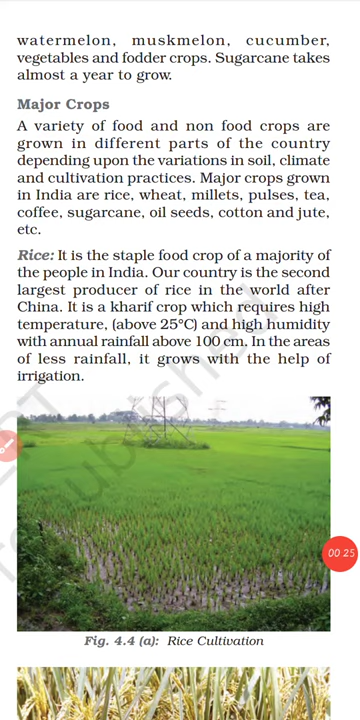 watermelon, muskmelon, cucumber,
vegetables and fodder crops. Sugarcane takes
almost a year to grow.
Major Crops
A variety of food and non food crops are
grown in different parts of the country
depending upon the variations in soil, climate
and cultivation practices. Major crops grown
in India are rice, wheat, millets, pulses, tea,
coffee, sugarcane, oil seeds, cotton and jute,
etc.
Rice: It is the staple food crop of a majority of
the people in India. Our country is the second
largest producer of rice in the world after
China. It is a kharif crop which requires high
temperature, (above 25°C) and high humidity
with annual rainfall above 100 cm. In the areas
of less rainfall, it grows with the help of
irrigation.
00:25
Fig. 4.4 (a): Rice Cultivation